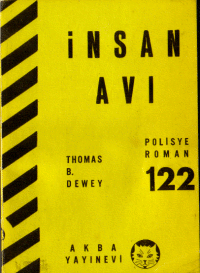 İNSAN
AVI
POLİSYE
ROMAN
122
THOMAS
B.
DEWEY
AKBA
YAYINEVİ